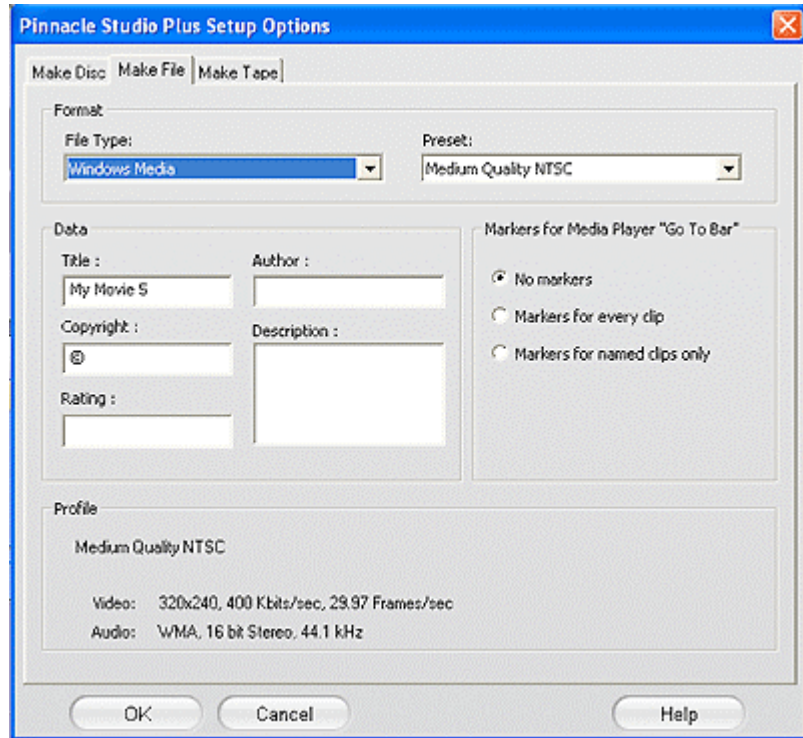 Pinnacle Studio Plus Setup Options
Make Disc Make File Make Tape
Format
File Type: Preset:
Windows Media Medium Quality NTSC
Data
Title : Author :
My Movie S
Copyright : Description :
©
Rating :
Markers for Media Player "Go To Bar"
No markers
Markers for every clip
Markers for named clips only
Profile
Medium Quality NTSC
Video: 320x240, 400 Kbits/sec, 29.97 Frames/sec
Audio: WMA, 16 bit Stereo, 44.1 kHz
OK Cancel Help